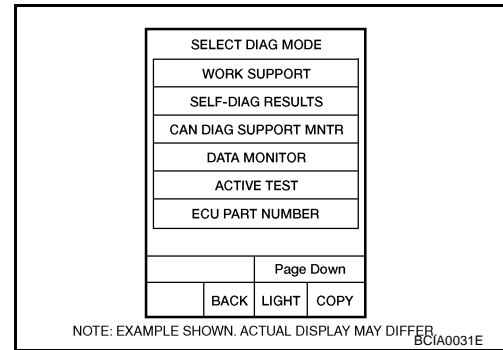 SELECT DIAG MODE
WORK SUPPORT
SELF-DIAG RESULTS
CAN DIAG SUPPORT MNTR
DATA MONITOR
ACTIVE TEST
ECU PART NUMBER
Page Down
BACK LIGHT COPY
NOTE: EXAMPLE SHOWN. ACTUAL DISPLAY MAY DIFFER.
BCIA0031E